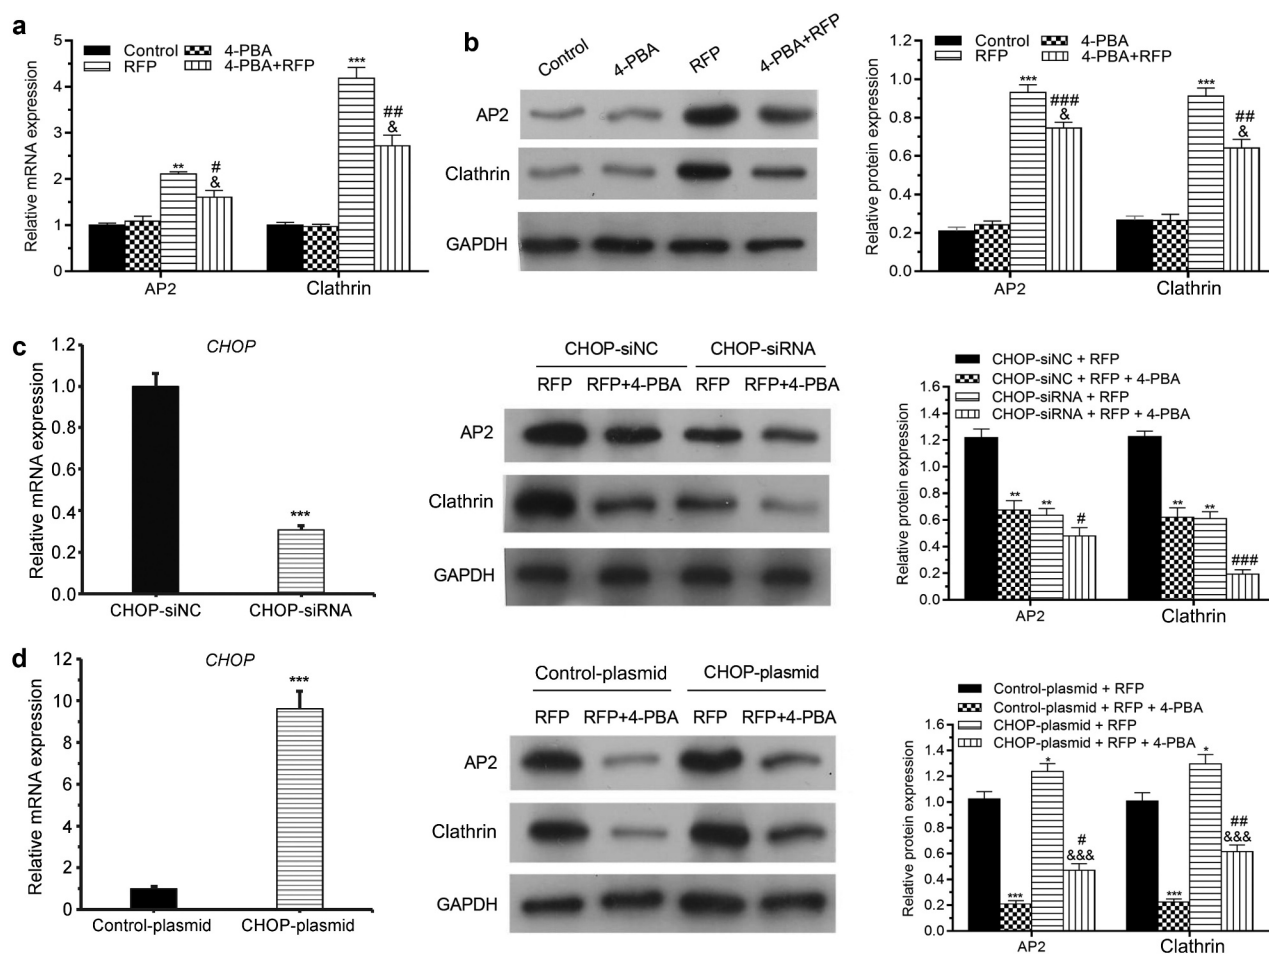 a
Relative mRNA expression
5
4
3
2
1
0
Control
4-PBA
RFP
4-PBA+RFP
**
#
&
***
##
&
AP2
Clathrin
b
Control
4-PBA
RFP
4-PBA+RFP
AP2
Clathrin
GAPDH
Relative protein expression
1.2
1.0
0.8
0.6
0.4
0.2
0.0
Control
4-PBA
RFP
4-PBA+RFP
***
###
&
***
##
&
AP2
Clathrin
c
CHOP
Relative mRNA expression
1.2
1.0
0.8
0.6
0.4
0.2
0.0
***
CHOP-siNC
CHOP-siRNA
CHOP-siNC
CHOP-siRNA
RFP
RFP+4-PBA
RFP
RFP+4-PBA
AP2
Clathrin
GAPDH
CHOP-siNC + RFP
CHOP-siNC + RFP + 4-PBA
CHOP-siRNA + RFP
CHOP-siRNA + RFP + 4-PBA
Relative protein expression
1.6
1.4
1.2
1.0
0.8
0.6
0.4
0.2
0.0
**
**
#
**
**
###
AP2
Clathrin
d
CHOP
Relative mRNA expression
12
10
8
6
4
2
0
***
Control-plasmid
CHOP-plasmid
Control-plasmid
CHOP-plasmid
RFP
RFP+4-PBA
RFP
RFP+4-PBA
AP2
Clathrin
GAPDH
Control-plasmid + RFP
Control-plasmid + RFP + 4-PBA
CHOP-plasmid + RFP
CHOP-plasmid + RFP + 4-PBA
Relative protein expression
1.6
1.4
1.2
1.0
0.8
0.6
0.4
0.2
0.0
***
*
#
&&&
***
*
##
&&&
AP2
Clathrin